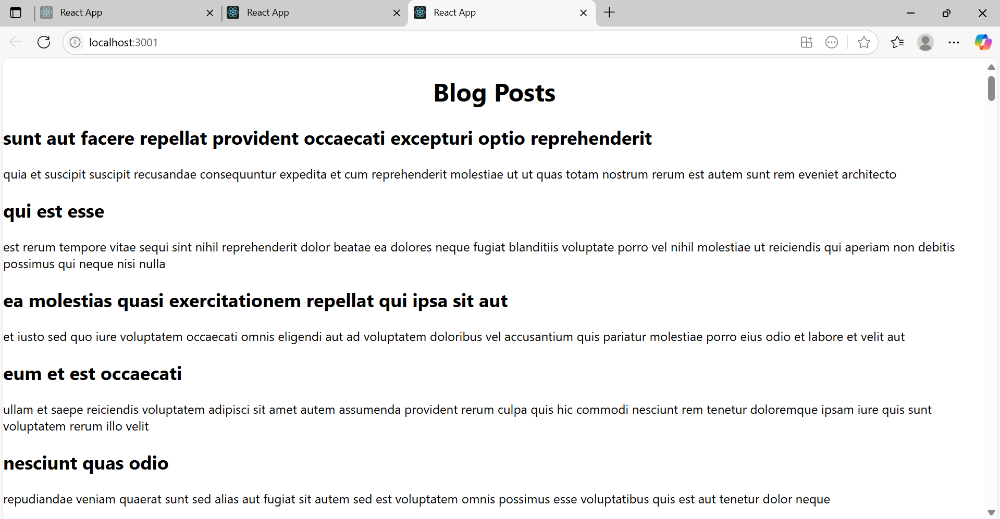 React App
React App
React App
localhost:3001
Blog Posts
sunt aut facere repellat provident occaecati excepturi optio reprehenderit
quia et suscipit suscipit recusandae consequuntur expedita et cum reprehenderit molestiae ut ut quas totam nostrum rerum est autem sunt rem eveniet architecto
qui est esse
est rerum tempore vitae sequi sint nihil reprehenderit dolor beatae ea dolores neque fugiat blanditiis voluptate porro vel nihil molestiae ut reiciendis qui aperiam non debitis
possimus qui neque nisi nulla
ea molestias quasi exercitationem repellat qui ipsa sit aut
et iusto sed quo iure voluptatem occaecati omnis eligendi aut ad voluptatem doloribus vel accusantium quis pariatur molestiae porro eius odio et labore et velit aut
eum et est occaecati
ullam et saepe reiciendis voluptatem adipisci sit amet autem assumenda provident rerum culpa quis hic commodi nesciunt rem tenetur doloremque ipsam iure quis sunt
voluptatem rerum illo velit
nesciunt quas odio
repudiandae veniam quaerat sunt sed alias aut fugiat sit autem sed est voluptatem omnis possimus esse voluptatibus quis est aut tenetur dolor neque